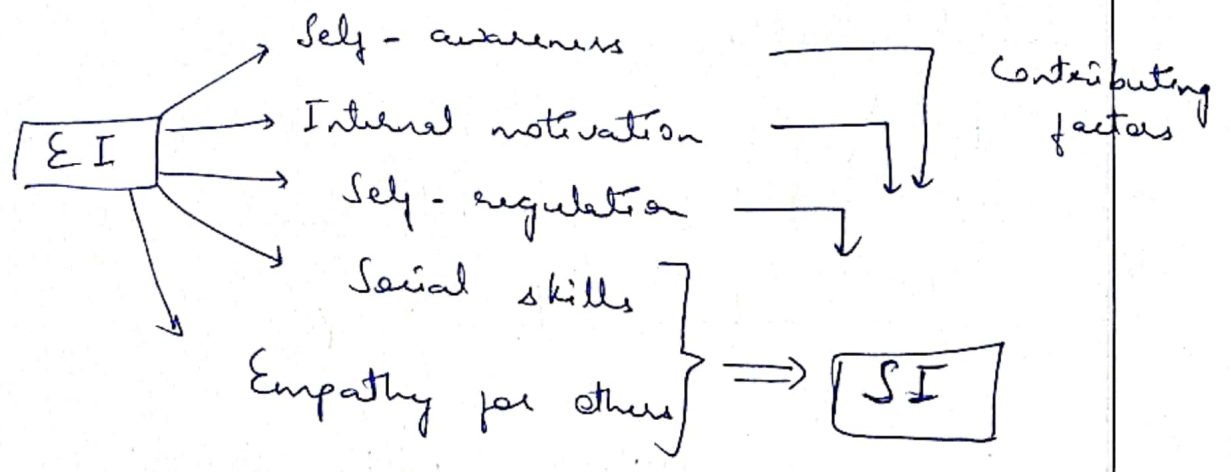 Self - awareness
Contributing
factors
Internal motivation
EI
Self - regulation
Social skills
Empathy for others
SI